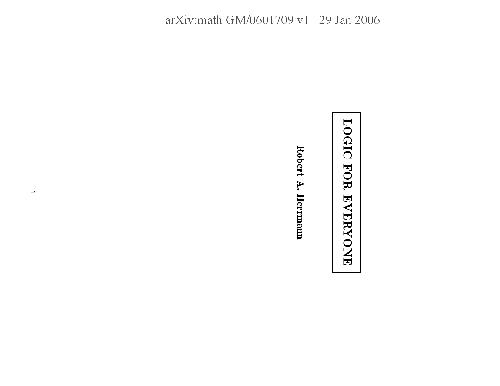 arXiv:math.GM/0601709 v1 29 Jan 2006
LOGIC FOR EVERYONE
Robert A. Herrmann